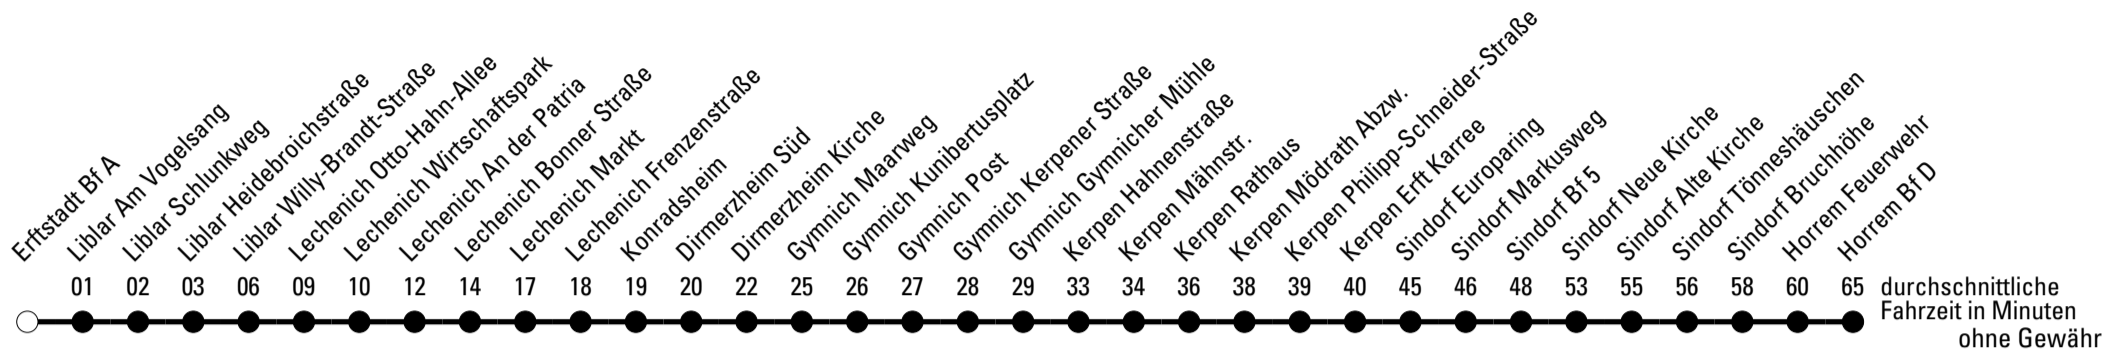 Erftstadt Bf A
Liblar Am Vogelsang
Liblar Schlunkweg
Liblar Heidebroichstraße
Liblar Willy-Brandt-Straße
Lechenich Otto-Hahn-Allee
Lechenich Wirtschaftspark
Lechenich An der Patria
Lechenich Bonner Straße
Lechenich Markt
Lechenich Frenzenstraße
Konradsheim
Dirmerzheim Süd
Dirmerzheim Kirche
Gymnich Maarweg
Gymnich Kunibertusplatz
Gymnich Post
Gymnich Kerpener Straße
Gymnich Gymnicher Mühle
Kerpen Hahnenstraße
Kerpen Mähnstr.
Kerpen Rathaus
Kerpen Mödrath Abzw.
Kerpen Philipp-Schneider-Straße
Kerpen Erft Karree
Sindorf Europaring
Sindorf Markusweg
Sindorf Bf 5
Sindorf Neue Kirche
Sindorf Alte Kirche
Sindorf Tönneshäuschen
Sindorf Bruchhöhe
Horrem Feuerwehr
Horrem Bf D
01 02 03 06 09 10 12 14 17 18 19 20 22 25 26 27 28 29 33 34 36 38 39 40 45 46 48 53 55 56 58 60 65
durchschnittliche
Fahrzeit in Minuten
ohne Gewähr